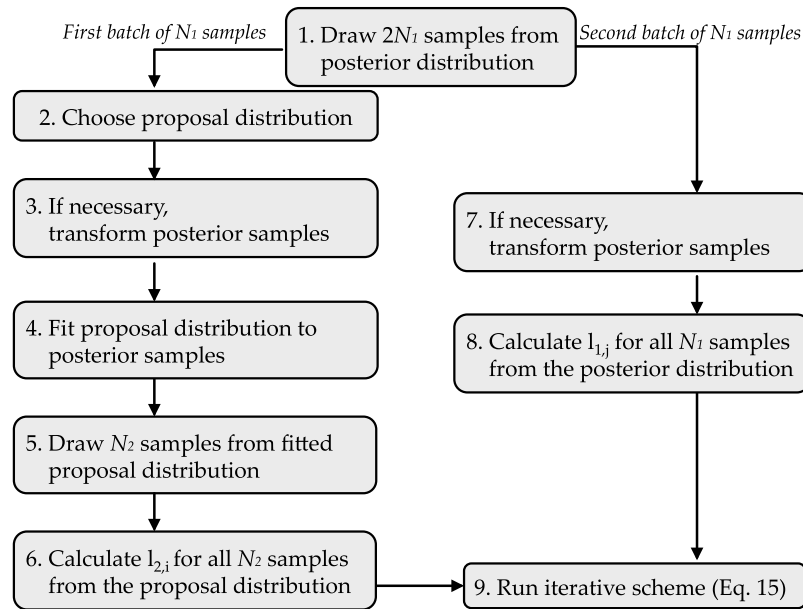 First batch of N₁ samples
1. Draw 2N₁ samples from
posterior distribution
Second batch of N₁ samples
2. Choose proposal distribution
3. If necessary,
transform posterior samples
4. Fit proposal distribution to
posterior samples
5. Draw N₂ samples from fitted
proposal distribution
6. Calculate l₂,ᵢ for all N₂ samples
from the proposal distribution
7. If necessary,
transform posterior samples
8. Calculate l₁,ⱼ for all N₁ samples
from the posterior distribution
9. Run iterative scheme (Eq. 15)